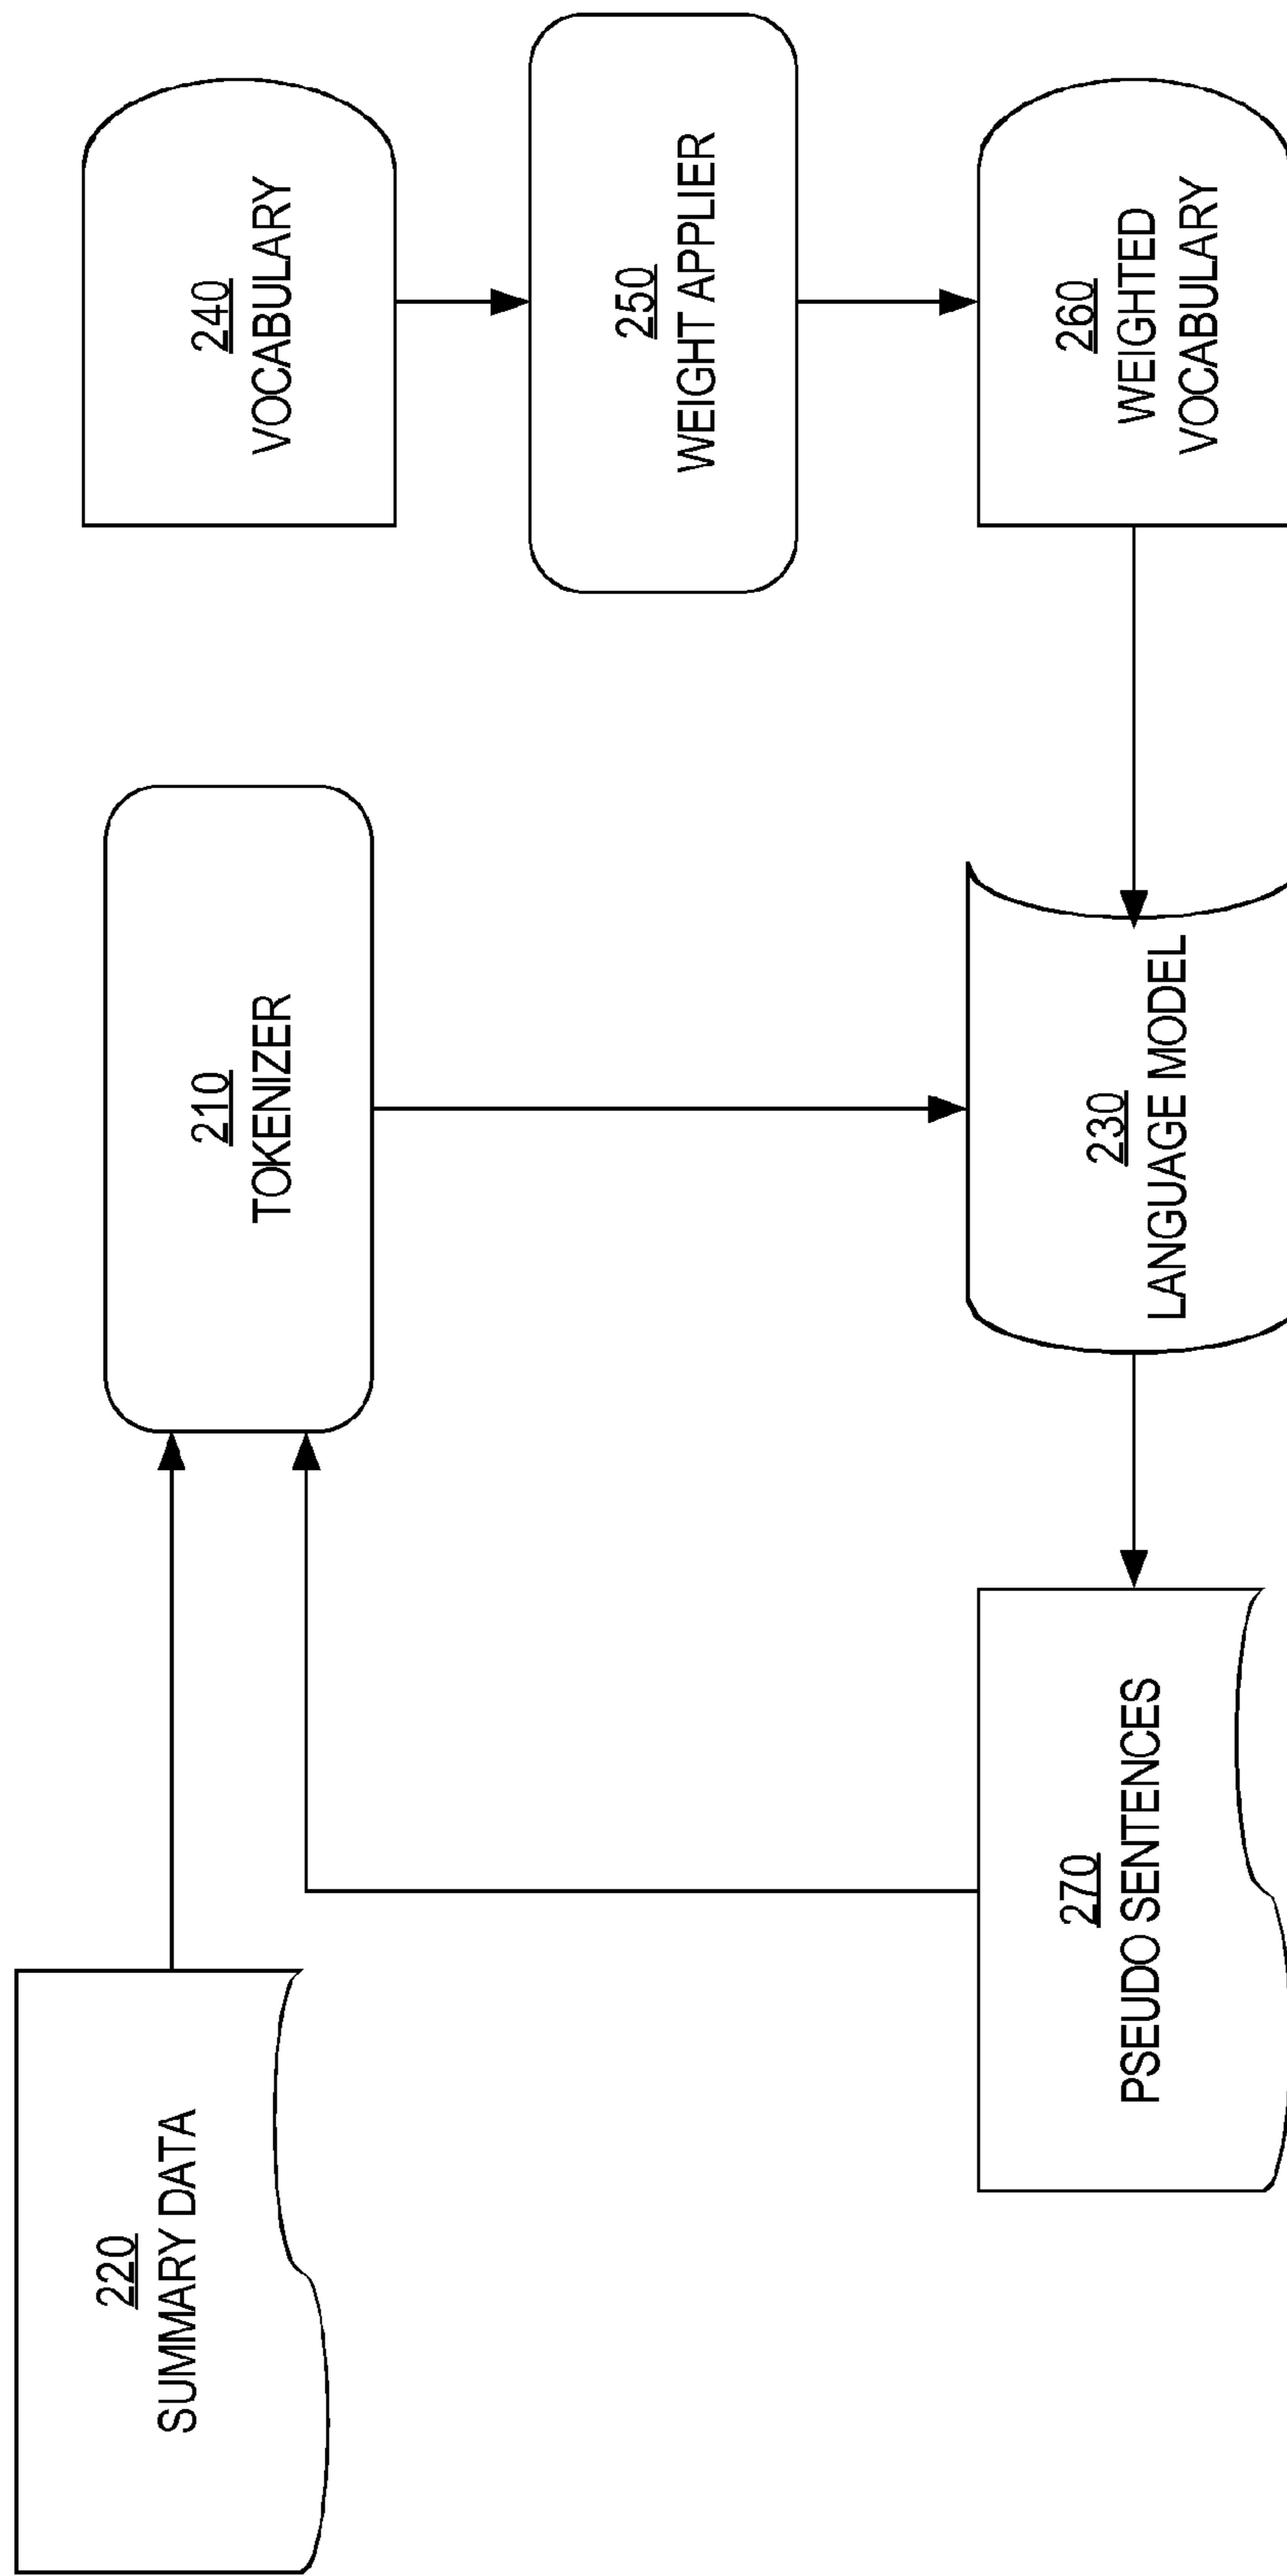 220
SUMMARY DATA
210
TOKENIZER
240
VOCABULARY
250
WEIGHT APPLIER
270
PSEUDO SENTENCES
230
LANGUAGE MODEL
260
WEIGHTED
VOCABULARY